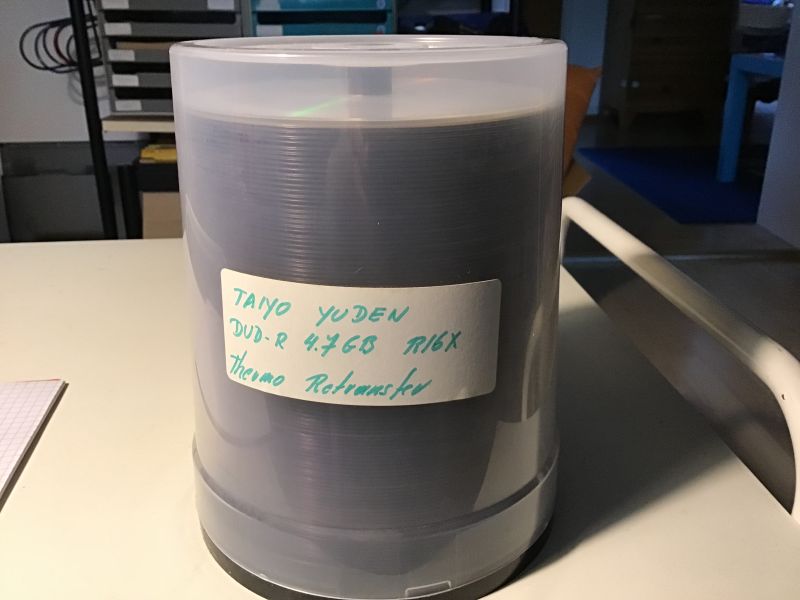 TAIYO YUDEN
DVD-R 4.7GB R16X
Thermo Retransfer